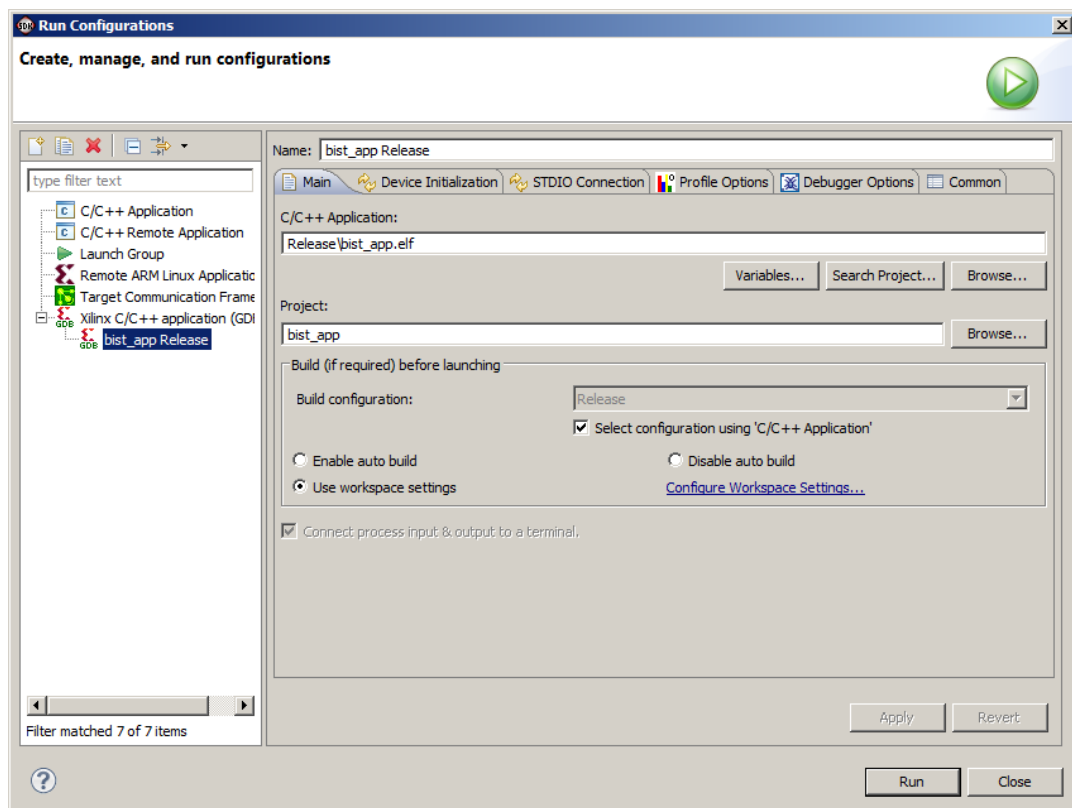 SDK Run Configurations
Create, manage, and run configurations
type filter text
C/C++ Application
C/C++ Remote Application
Launch Group
Remote ARM Linux Applicatic
Target Communication Frame
Xilinx C/C++ application (GDI
bist_app Release
Filter matched 7 of 7 items
Name: bist_app Release
Main Device Initialization STDIO Connection Profile Options Debugger Options Common
C/C++ Application:
Release\bist_app.elf
Variables... Search Project... Browse...
Project:
bist_app Browse...
Build (if required) before launching
Build configuration: Release
Select configuration using 'C/C++ Application'
Enable auto build Disable auto build
Use workspace settings Configure Workspace Settings...
Connect process input & output to a terminal.
Apply Revert
? Run Close